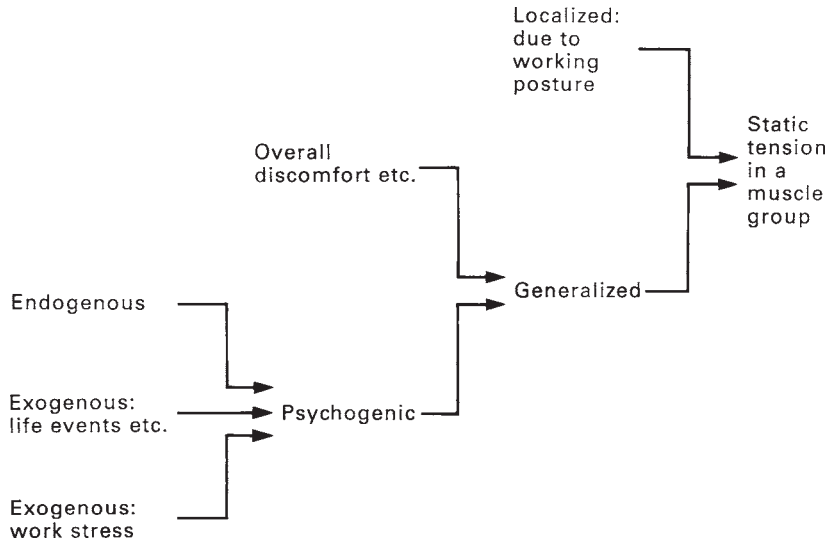 Localized:
due to
working
posture
Static
tension
in a
muscle
group
Overall
discomfort etc.
Generalized
Endogenous
Exogenous:
life events etc.
Psychogenic
Exogenous:
work stress